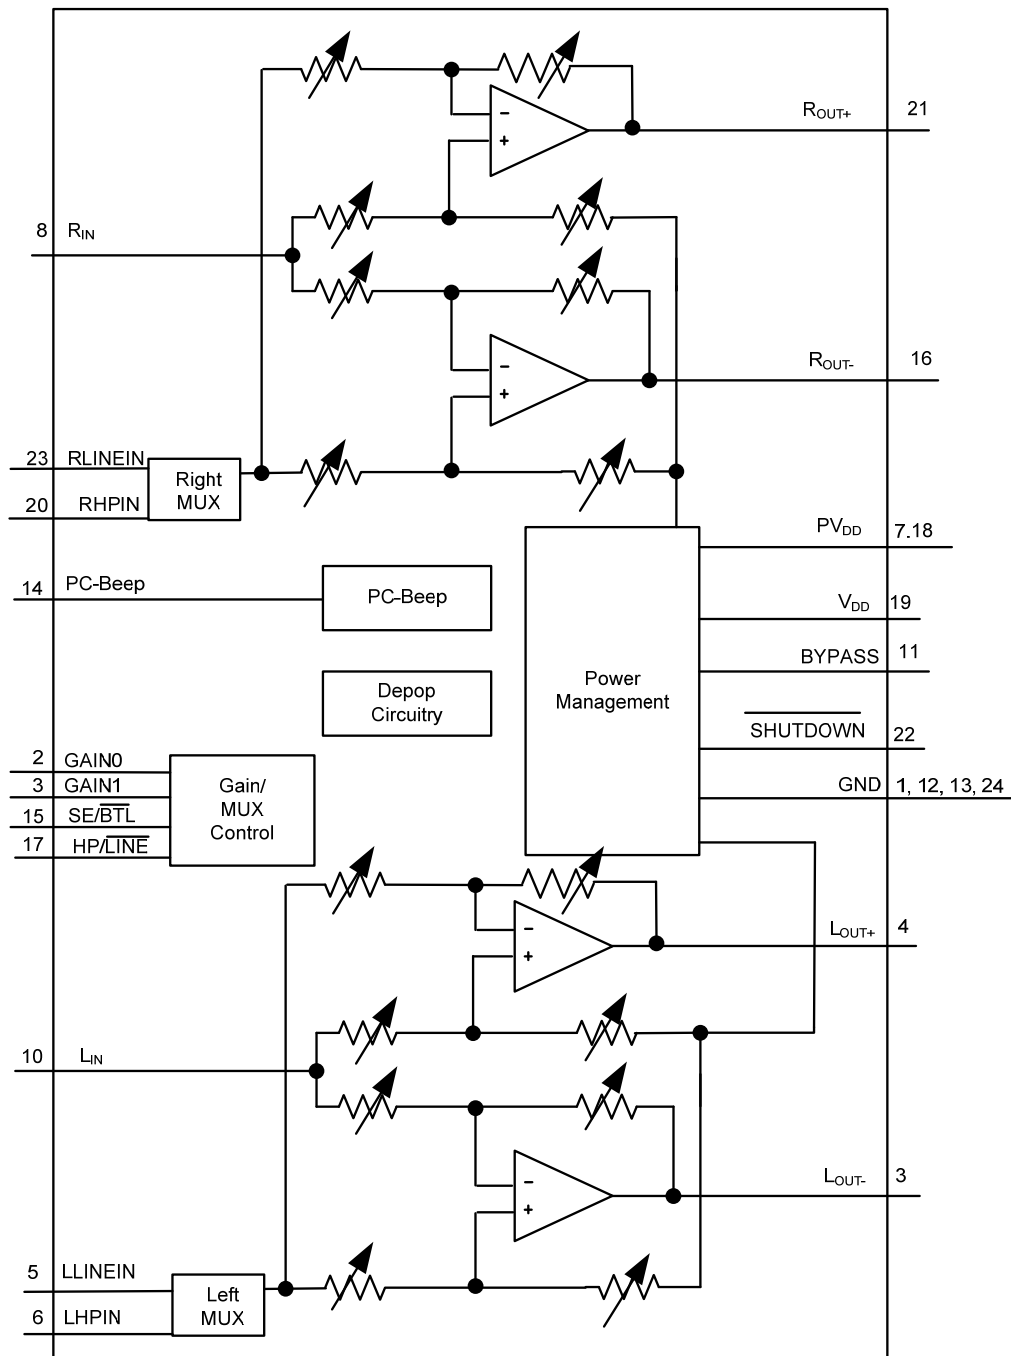 ROUT+ 21
8 RIN
ROUT- 16
23 RLINEIN
20 RHPIN
Right
MUX
PVDD 7.18
14 PC-Beep
PC-Beep
VDD 19
BYPASS 11
Power
Management
Depop
Circuitry
SHUTDOWN 22
GND 1, 12, 13, 24
2 GAIN0
3 GAIN1
15 SE/BTL
17 HP/LINE
Gain/
MUX
Control
LOUT+ 4
10 LIN
LOUT- 3
5 LLINEIN
6 LHPIN
Left
MUX
−
+
−
+
−
+
−
+